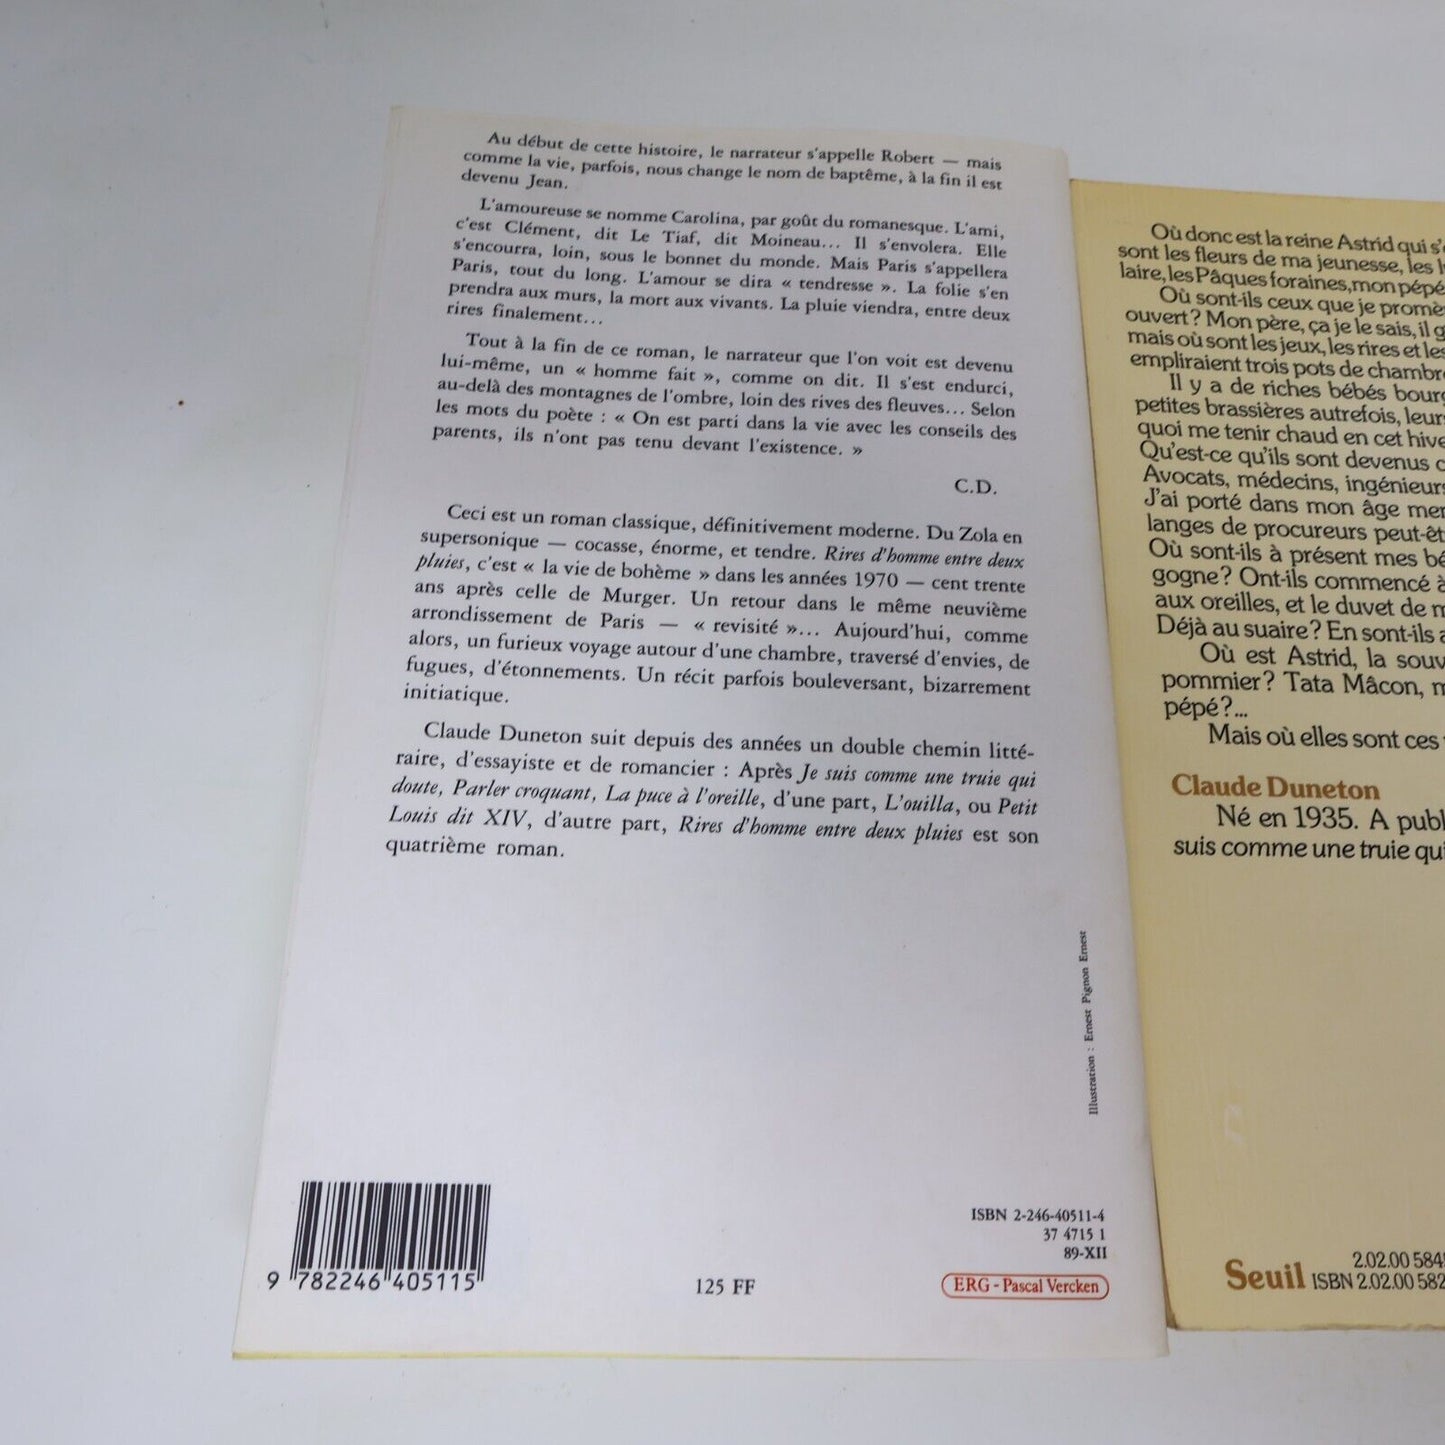 Au début de cette histoire, le narrateur s'appelle Robert — mais
comme la vie, parfois, nous change le nom de baptême, à la fin il est
devenu Jean.
L'amoureuse se nomme Carolina, par goût du romanesque. L'ami,
c'est Clément, dit Le Tiaf, dit Moineau... Il s'envolera. Elle
s'encourra, loin, sous le bonnet du monde. Mais Paris s'appellera
Paris, tout du long. L'amour se dira « tendresse ». La folie s'en
prendra aux murs, la mort aux vivants. La pluie viendra, entre deux
rires finalement...
Tout à la fin de ce roman, le narrateur que l'on voit est devenu
lui-même, un « homme fait », comme on dit. Il s'est endurci,
au-delà des montagnes de l'ombre, loin des rives des fleuves... Selon
les mots du poète : « On est parti dans la vie avec les conseils des
parents, ils n'ont pas tenu devant l'existence. »
C.D.
Ceci est un roman classique, définitivement moderne. Du Zola en
supersonique — cocasse, énorme, et tendre. Rires d'homme entre deux
pluies, c'est « la vie de bohème » dans les années 1970 — cent trente
ans après celle de Murger. Un retour dans le même neuvième
arrondissement de Paris — « revisité »... Aujourd'hui, comme
alors, un furieux voyage autour d'une chambre, traversé d'envies, de
fugues, d'étonnements. Un récit parfois bouleversant, bizarrement
initiatique.
Claude Duneton suit depuis des années un double chemin litté-
raire, d'essayiste et de romancier : Après Je suis comme une truie qui
doute, Parler croquant, La puce à l'oreille, d'une part, L'ouilla, ou Petit
Louis dit XIV, d'autre part, Rires d'homme entre deux pluies est son
quatrième roman.
Illustration : Ernest Pignon Ernest
9 782246 405115
125 FF
ISBN 2-246-40511-4
37 4715 1
89-XII
ERG - Pascal Vercken
Où donc est la reine Astrid qui s'
sont les fleurs de ma jeunesse, les
laire, les Pâques foraines, mon pépé
Où sont-ils ceux que je
ouvert? Mon père, ça je le sais, il
mais où sont les jeux, les rires et les
empliraient trois pots de
Il y a de riches bébés
petites brassières autrefois, leur
quoi me tenir chaud en cet
Qu'est-ce qu'ils sont devenus
Avocats, médecins, ingénieurs
J'ai porté dans mon âge
langes de procureurs
Où sont-ils à présent mes
gogne? Ont-ils commencé à
aux oreilles, et le duvet de
Déjà au suaire? En sont-ils
Où est Astrid, la
pommier? Tata Mâcon,
pépé?...
Mais où elles sont ces
Claude Duneton
Né en 1935. A publ
suis comme une truie qui
Seuil
2.02.00 584
ISBN 2.02.00 582